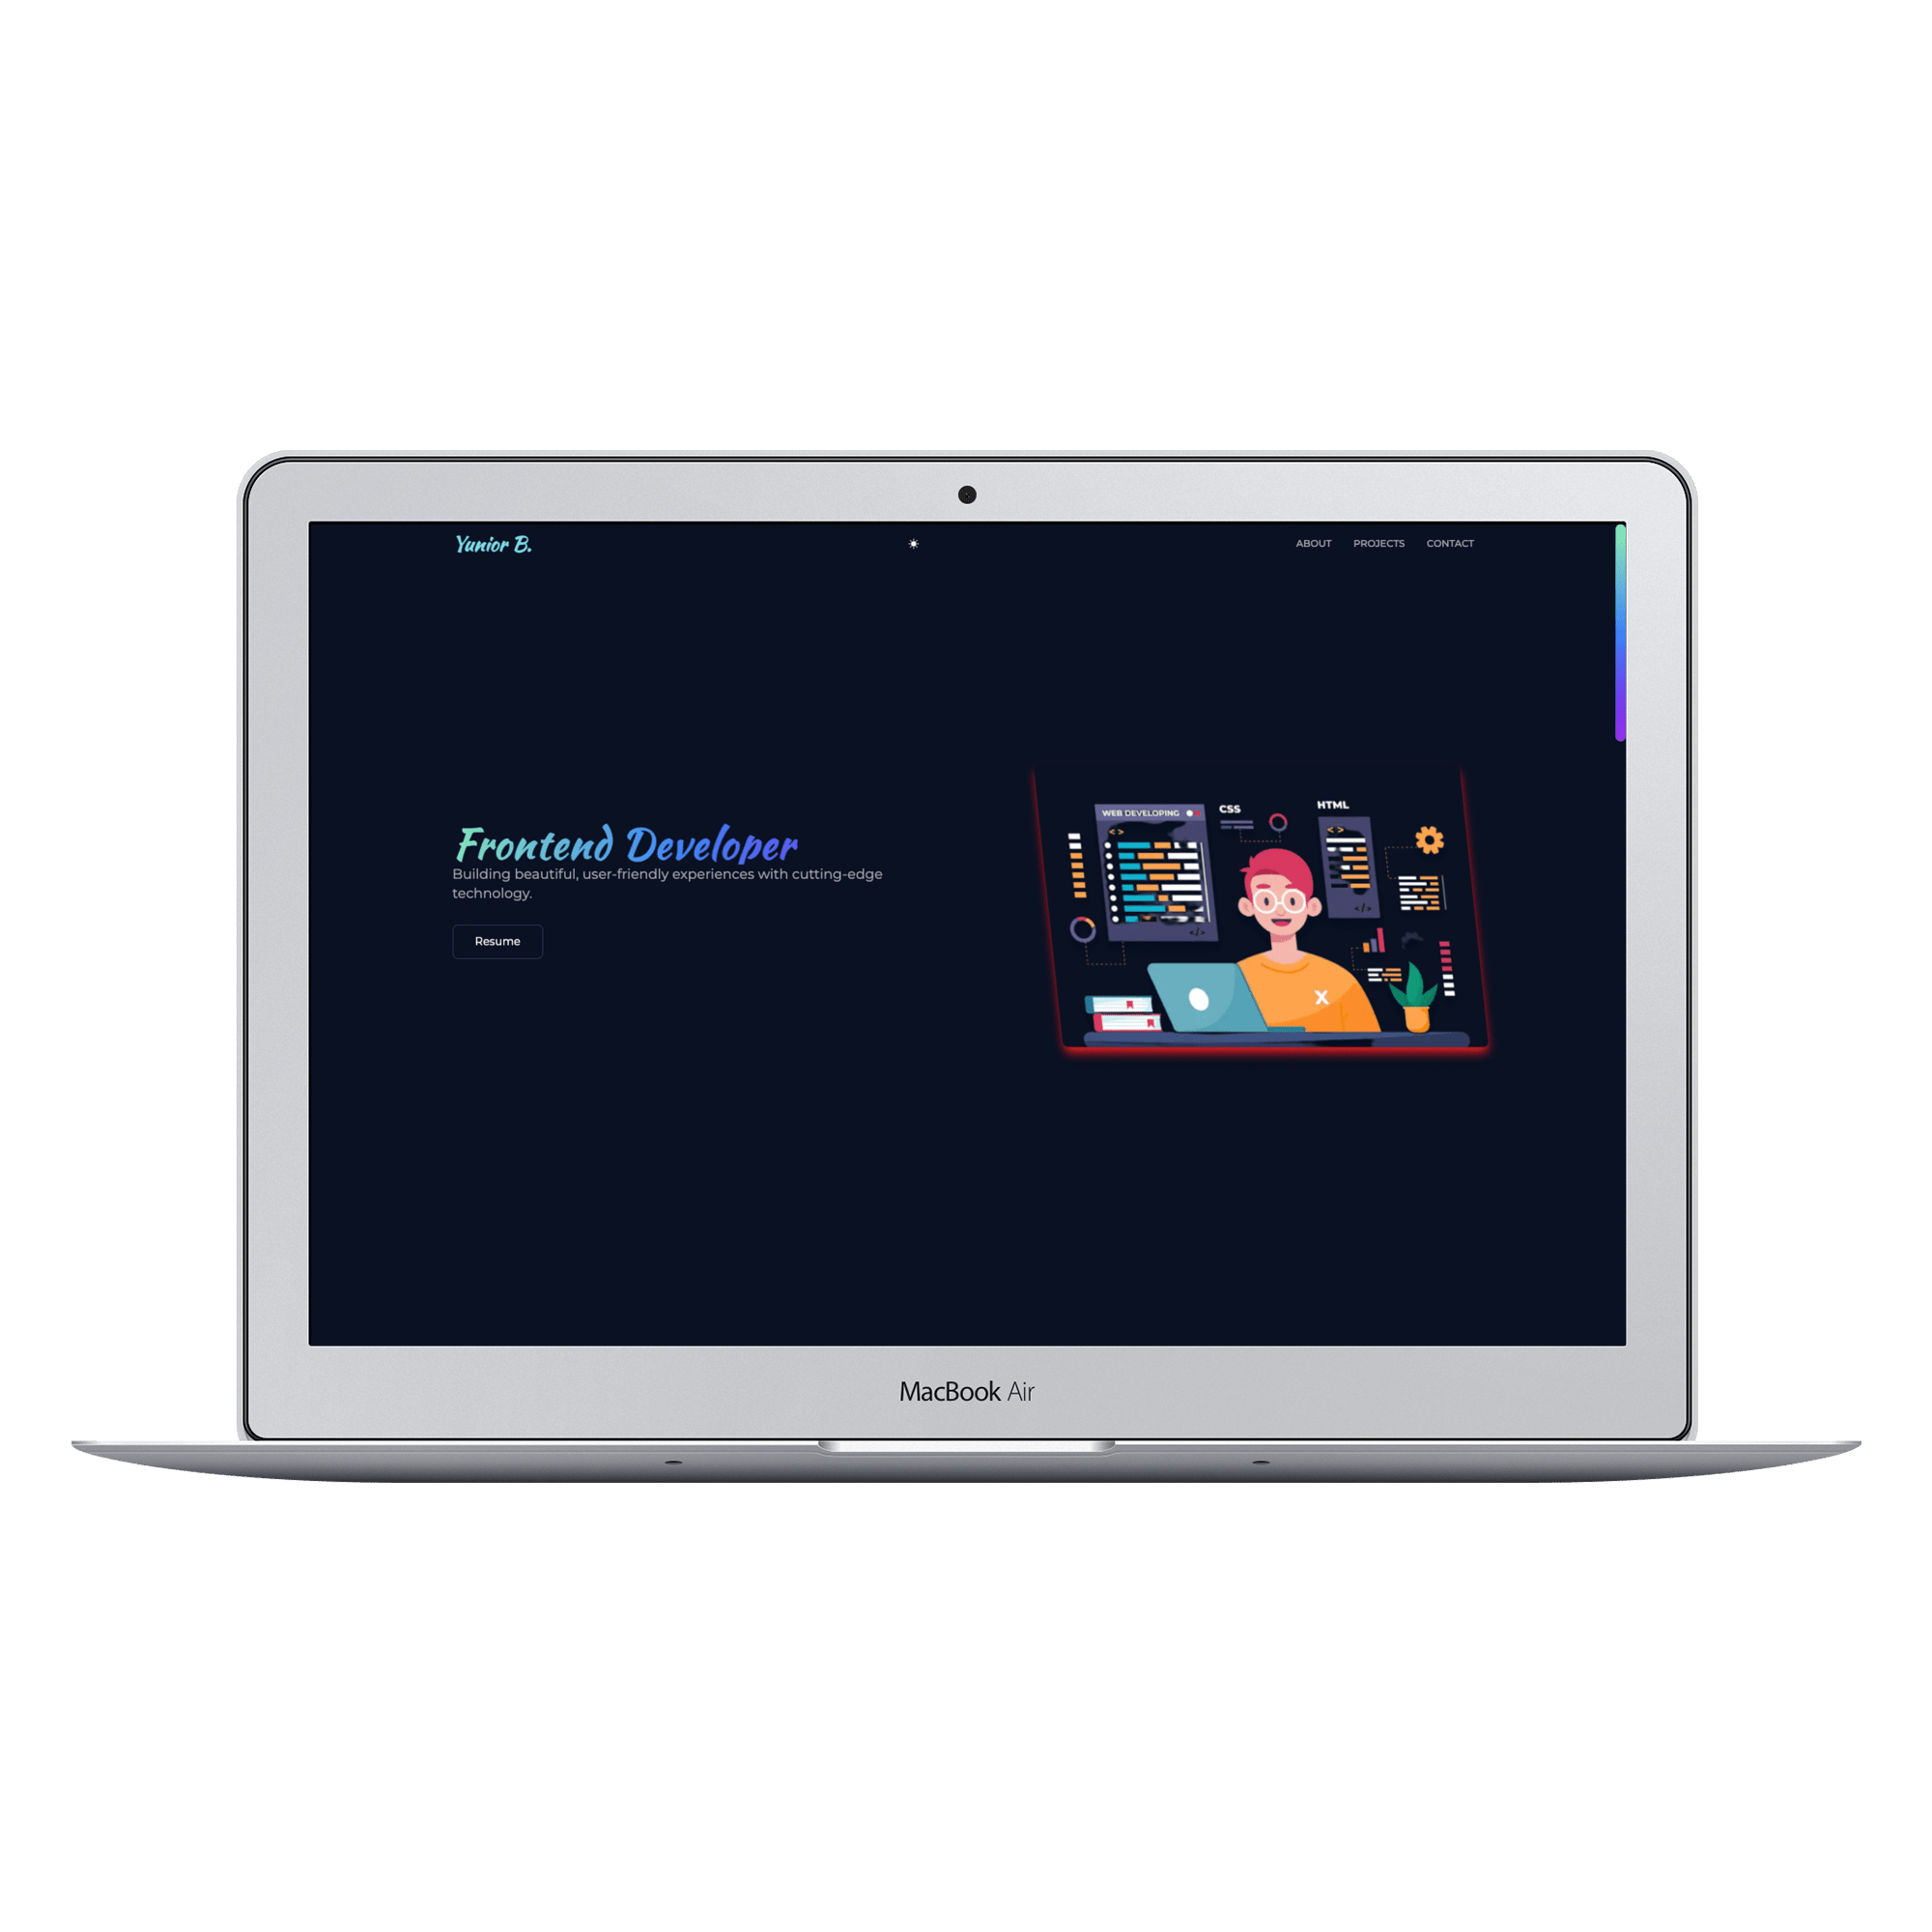 Yunior B.
ABOUT PROJECTS CONTACT
Frontend Developer
Building beautiful, user-friendly experiences with cutting-edge
technology.
Resume
WEB DEVELOPING
CSS
HTML
< >
< >
</>
</>
X
MacBook Air